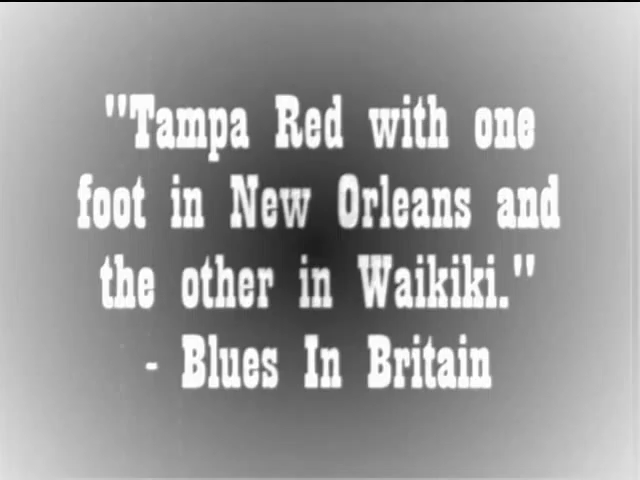 "Tampa Red with one
foot in New Orleans and
the other in Waikiki."
- Blues In Britain